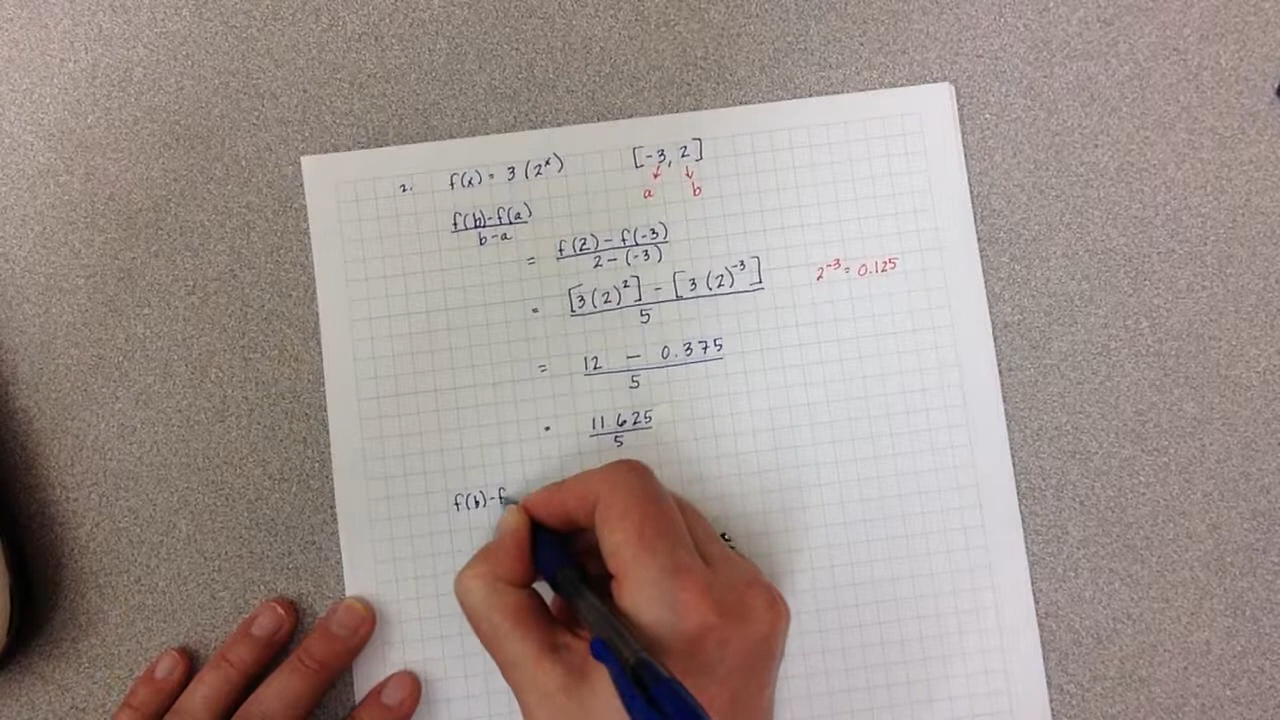 2. f(x) = 3(2^x) [-3, 2]
a b
f(b)-f(a)
b-a
= f(2)-f(-3)
2-(-3)
= [3(2)^2] - [3(2)^-3] 2^-3 = 0.125
5
= 12 - 0.375
5
= 11.625
5
f(b)-f